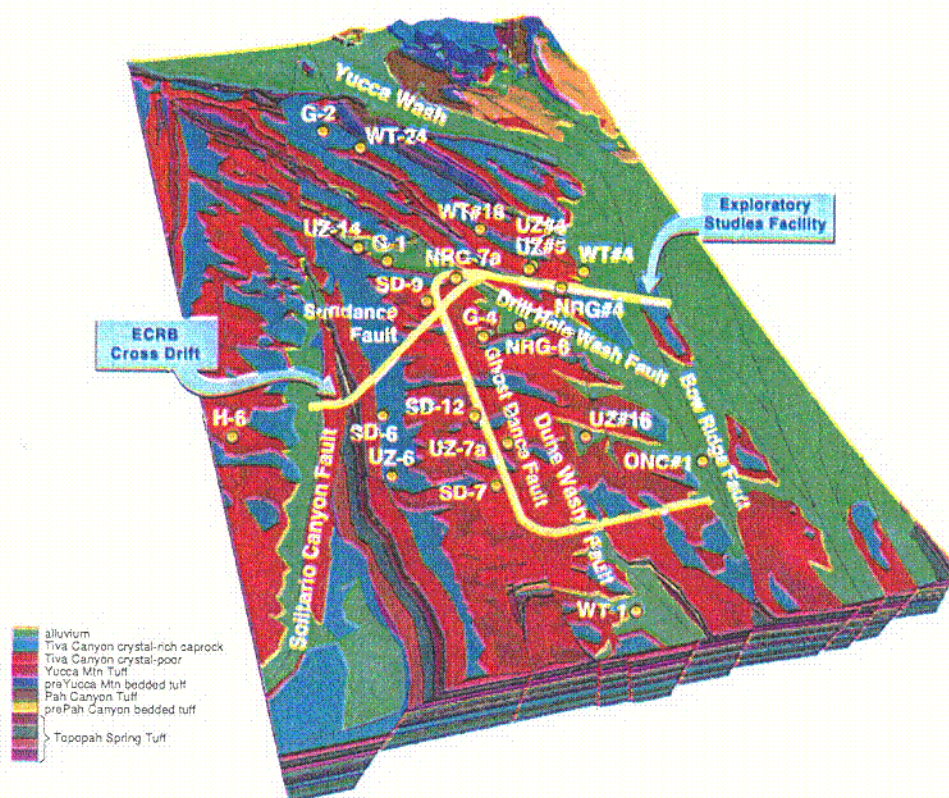 Yucca Wash
G-2
WT-24
Exploratory
Studies Facility
WT#18
UZ#4
UZ#5
UZ-14
G-1
NRG-7a
WT#4
SD-9
NRG#4
Sundance
Fault
G-4
Drill Hole Wash Fault
NRG-6
ECRB
Cross Drift
Ghost Dance Fault
Bow Ridge Fault
H-6
SD-12
SD-6
UZ#16
UZ-7a
UZ-6
ONC#1
Dune Wash Fault
SD-7
Solitario Canyon Fault
WT-1
alluvium
Tiva Canyon crystal-rich caprock
Tiva Canyon crystal-poor
Yucca Mtn Tuff
preYucca Mtn bedded tuff
Pah Canyon Tuff
prePah Canyon bedded tuff
Topopah Spring Tuff